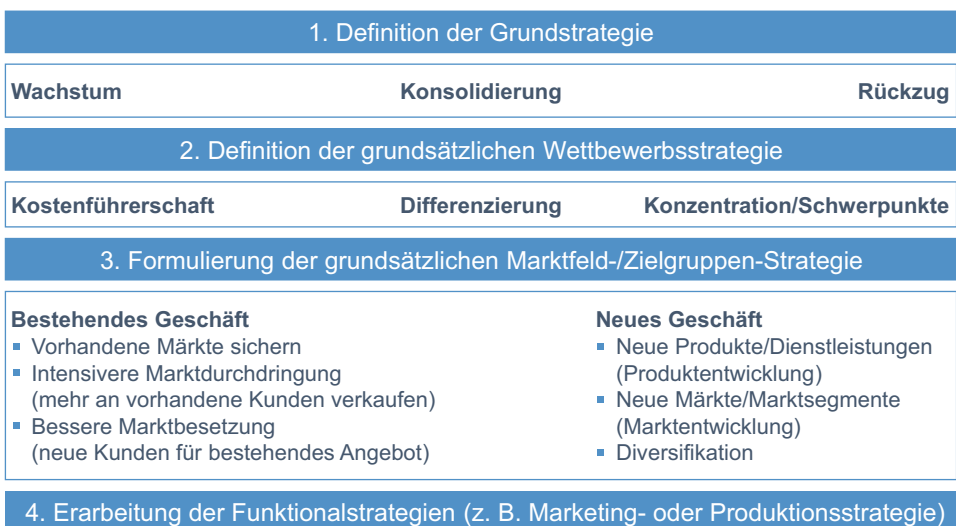 1. Definition der Grundstrategie
Wachstum Konsolidierung Rückzug
2. Definition der grundsätzlichen Wettbewerbsstrategie
Kostenführerschaft Differenzierung Konzentration/Schwerpunkte
3. Formulierung der grundsätzlichen Marktfeld-/Zielgruppen-Strategie
Bestehendes Geschäft
▪ Vorhandene Märkte sichern
▪ Intensivere Marktdurchdringung
(mehr an vorhandene Kunden verkaufen)
▪ Bessere Marktbesetzung
(neue Kunden für bestehendes Angebot)
Neues Geschäft
▪ Neue Produkte/Dienstleistungen
(Produktentwicklung)
▪ Neue Märkte/Marktsegmente
(Marktentwicklung)
▪ Diversifikation
4. Erarbeitung der Funktionalstrategien (z. B. Marketing- oder Produktionsstrategie)